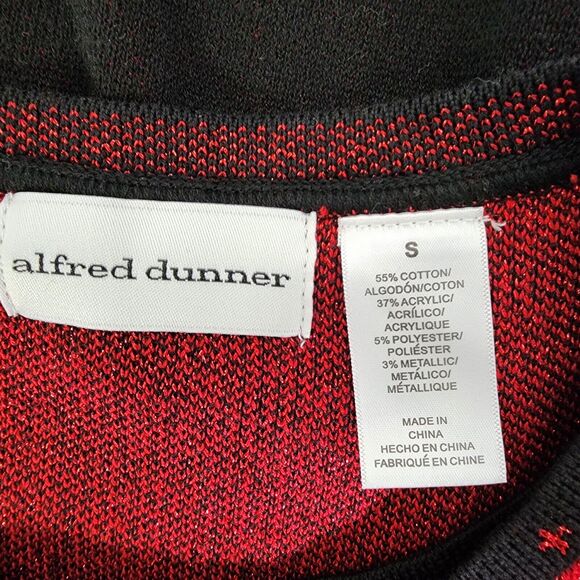 alfred dunner
S
55% COTTON/
ALGODÓN/COTON
37% ACRYLIC/
ACRÍLICO/
ACRYLIQUE
5% POLYESTER/
POLIÉSTER
3% METALLIC/
METÁLICO/
MÉTALLIQUE
MADE IN
CHINA
HECHO EN CHINA
FABRIQUÉ EN CHINE